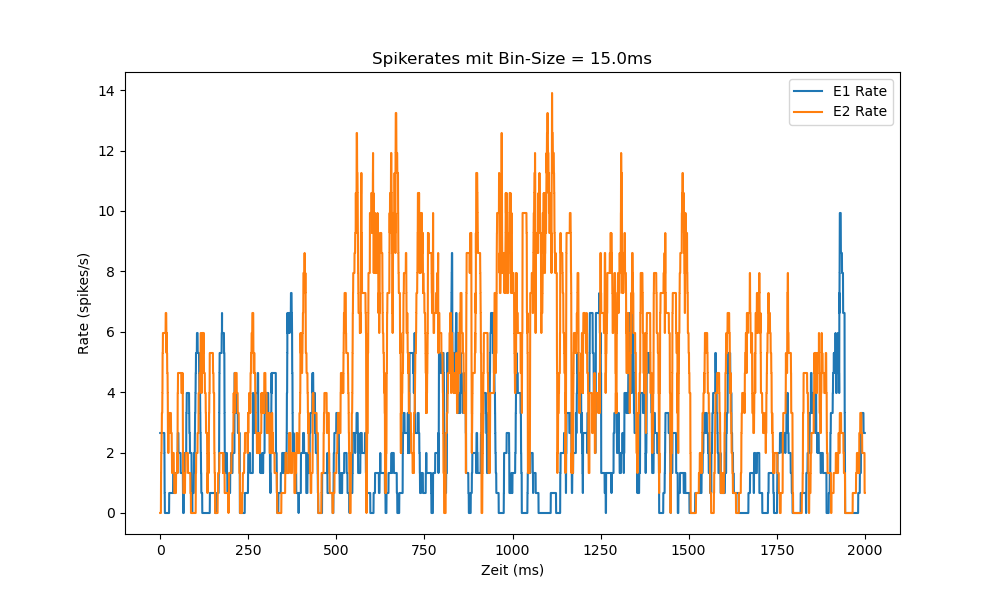 Spikerates mit Bin-Size = 15.0ms
E1 Rate
E2 Rate
Rate (spikes/s)
14
12
10
8
6
4
2
0
0 250 500 750 1000 1250 1500 1750 2000
Zeit (ms)